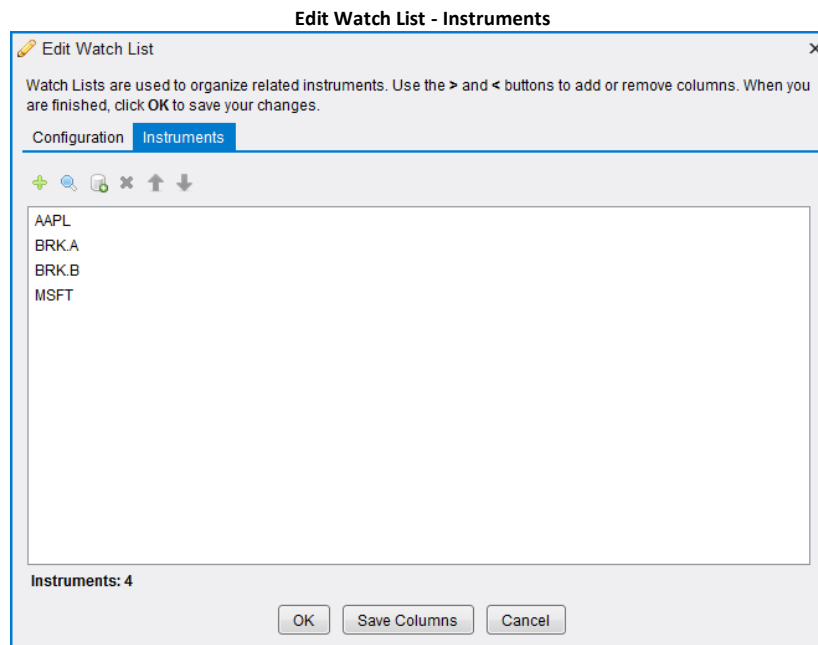 Edit Watch List - Instruments
Edit Watch List
Watch Lists are used to organize related instruments. Use the > and < buttons to add or remove columns. When you
are finished, click OK to save your changes.
Configuration Instruments
AAPL
BRK.A
BRK.B
MSFT
Instruments: 4
OK Save Columns Cancel